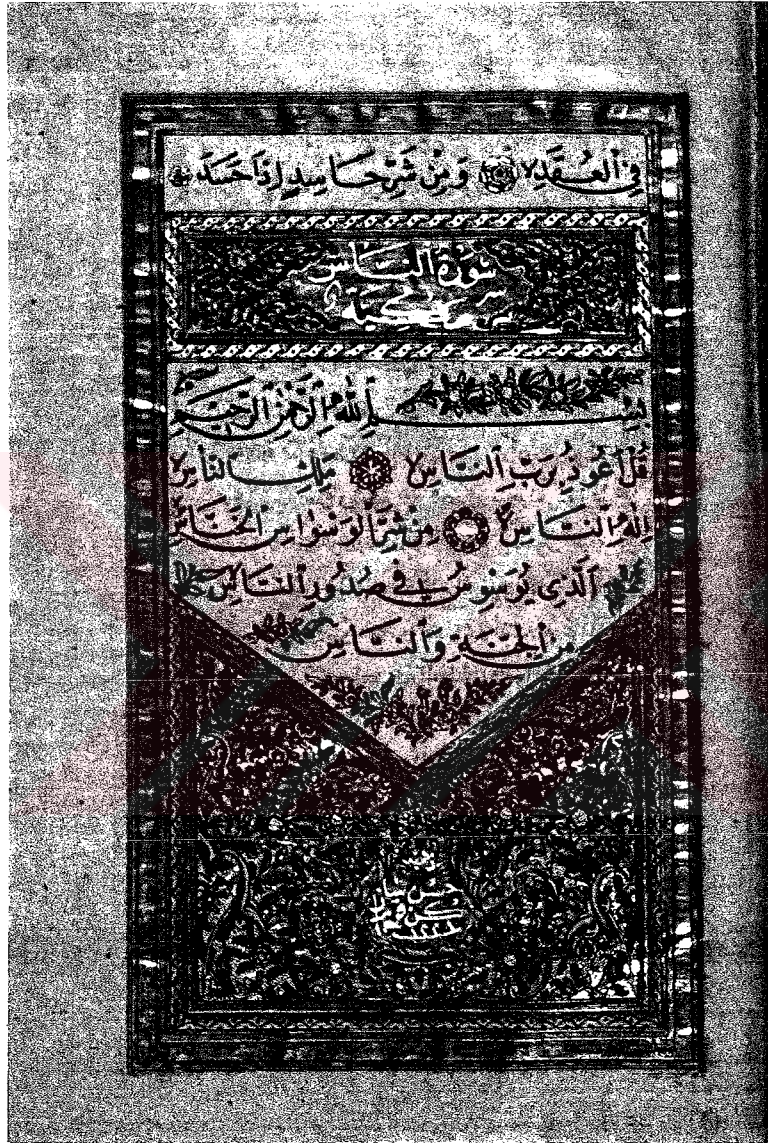 فِي الْعُقَدِ ۙ وَمِنْ شَرِّ حَاسِدٍ إِذَا حَسَدَ
سُورَةُ النَّاسِ
مَكِّيَّة
بِسْمِ اللهِ الرَّحْمٰنِ الرَّحِيمِ
قُلْ أَعُوذُ بِرَبِّ النَّاسِ ۙ مَلِكِ النَّاسِ ۙ
إِلٰهِ النَّاسِ ۙ مِنْ شَرِّ الْوَسْوَاسِ الْخَنَّاسِ
الَّذِي يُوَسْوِسُ فِي صُدُورِ النَّاسِ
مِنَ الْجِنَّةِ وَالنَّاسِ